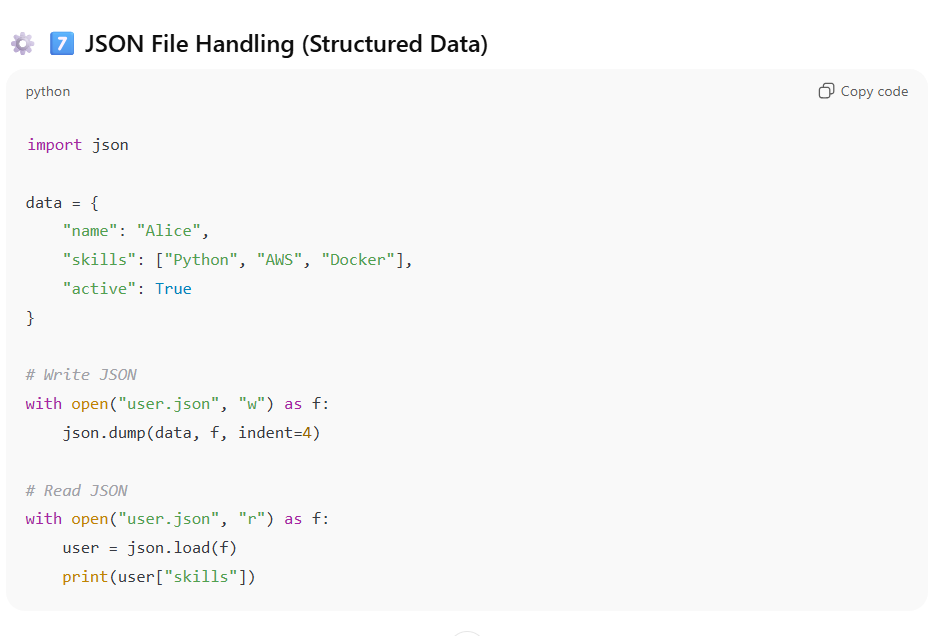 ⚙️ 7️⃣ JSON File Handling (Structured Data)
python Copy code
import json

data = {
    "name": "Alice",
    "skills": ["Python", "AWS", "Docker"],
    "active": True
}

# Write JSON
with open("user.json", "w") as f:
    json.dump(data, f, indent=4)

# Read JSON
with open("user.json", "r") as f:
    user = json.load(f)
    print(user["skills"])